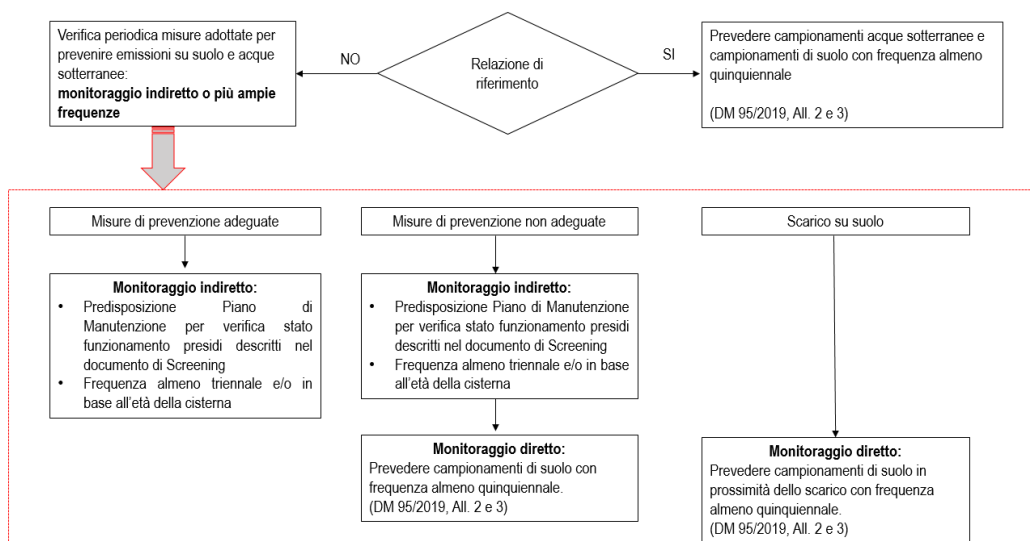 Verifica periodica misure adottate per
prevenire emissioni su suolo e acque
sotterranee:
monitoraggio indiretto o più ampie
frequenze
NO
Relazione di
riferimento
SI
Prevedere campionamenti acque sotterranee e
campionamenti di suolo con frequenza almeno
quinquiennale
(DM 95/2019, All. 2 e 3)
Misure di prevenzione adeguate
Monitoraggio indiretto:
• Predisposizione Piano di
Manutenzione per verifica stato
funzionamento presidi descritti nel
documento di Screening
• Frequenza almeno triennale e/o in
base all’età della cisterna
Misure di prevenzione non adeguate
Monitoraggio indiretto:
• Predisposizione Piano di Manutenzione
per verifica stato funzionamento presidi
descritti nel documento di Screening
• Frequenza almeno triennale e/o in base
all’età della cisterna
Monitoraggio diretto:
Prevedere campionamenti di suolo con
frequenza almeno quinquiennale.
(DM 95/2019, All. 2 e 3)
Scarico su suolo
Monitoraggio diretto:
Prevedere campionamenti di suolo in
prossimità dello scarico con frequenza
almeno quinquiennale.
(DM 95/2019, All. 2 e 3)